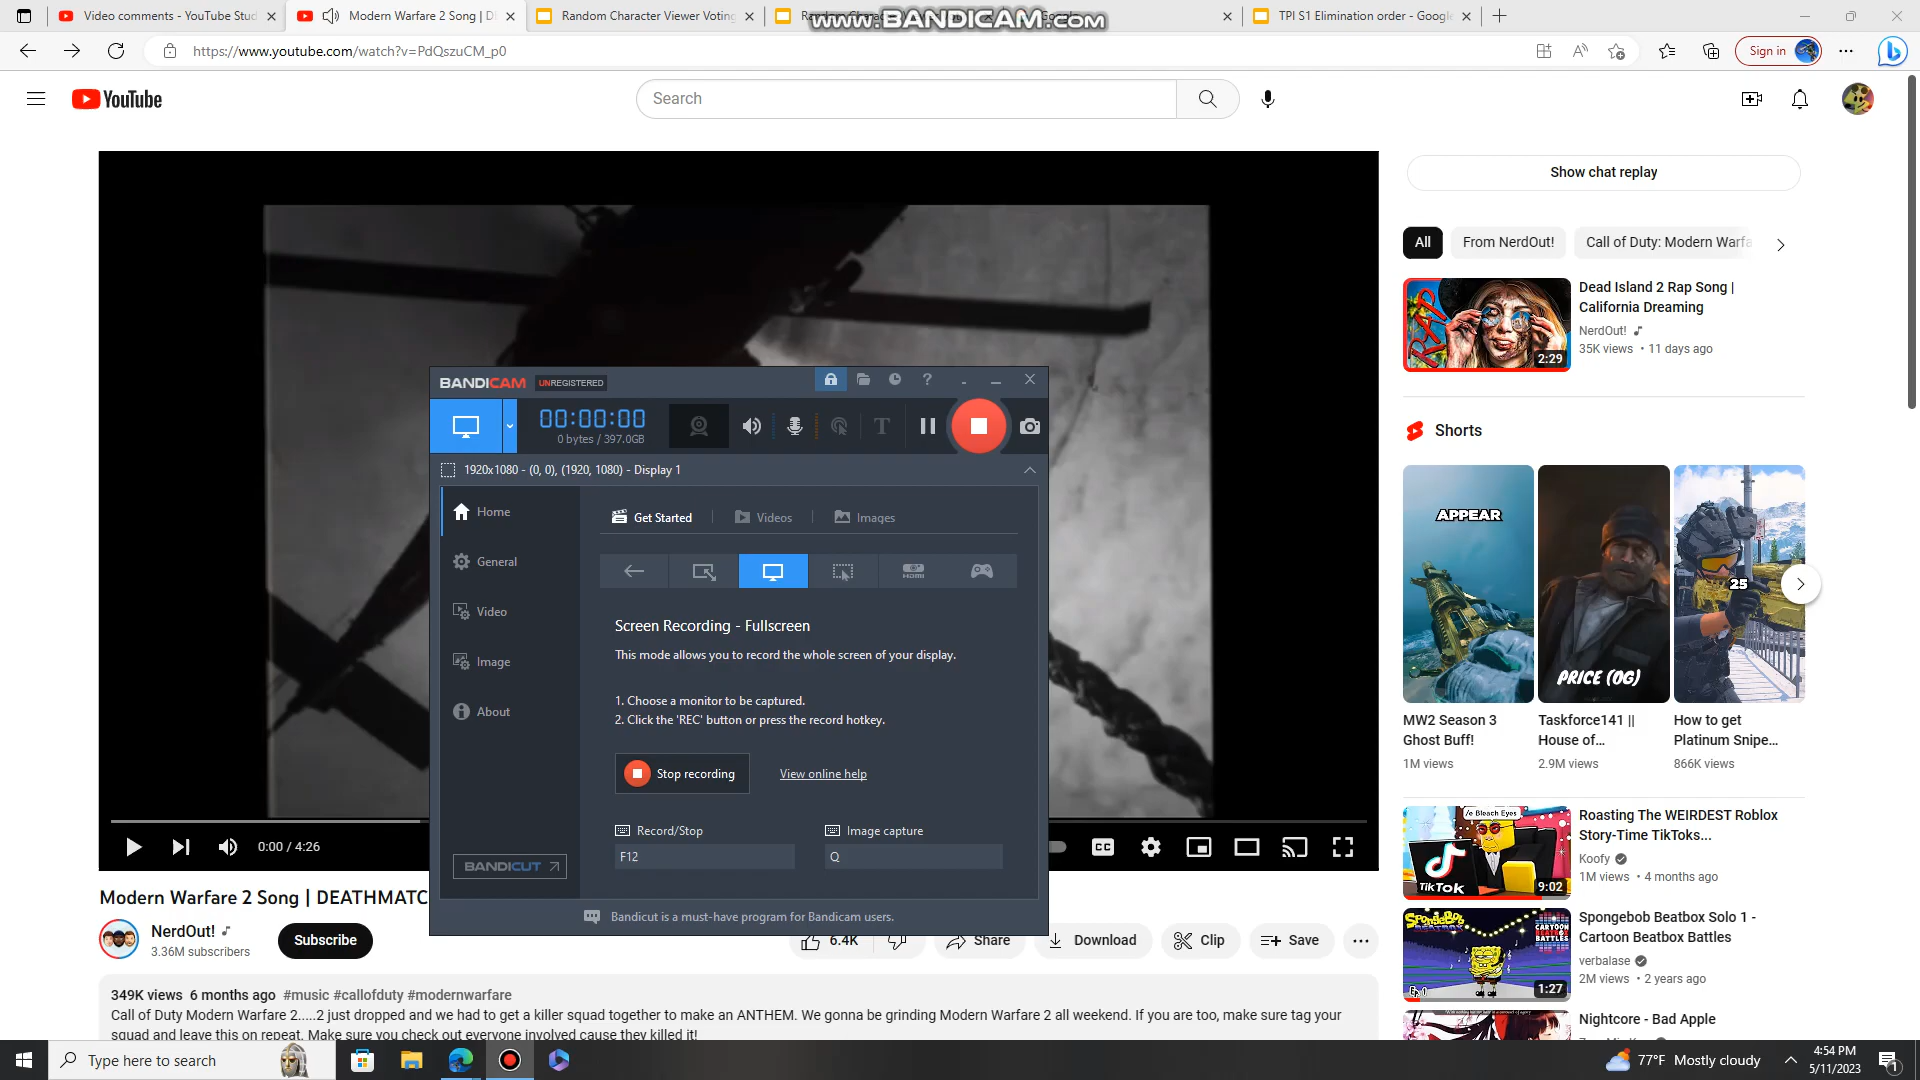 Video comments - YouTube Stud
Modern Warfare 2 Song | D
Random Character Viewer Voting
TPI S1 Elimination order - Google
www.BANDICAM.com
https://www.youtube.com/watch?v=PdQszuCM_p0
Sign in
YouTube
Search
Show chat replay
All
From NerdOut!
Call of Duty: Modern Warfa
Dead Island 2 Rap Song |
California Dreaming
NerdOut!
35K views • 11 days ago
RAP
2:29
Shorts
APPEAR
PRICE (OG)
25
MW2 Season 3
Ghost Buff!
1M views
Taskforce141 ||
House of...
2.9M views
How to get
Platinum Snipe...
866K views
/e Bleach Eyes
TikTok
9:02
Roasting The WEIRDEST Roblox
Story-Time TikToks...
Koofy
1M views • 4 months ago
SpongeBob
CARTOON
BEATBOX
BATTLES
1:27
Spongebob Beatbox Solo 1 -
Cartoon Beatbox Battles
verbalase
2M views • 2 years ago
Nightcore - Bad Apple
BANDICAM UNREGISTERED
00:00:00
0 bytes / 397.0GB
1920x1080 - (0, 0), (1920, 1080) - Display 1
Home
General
Video
Image
About
BANDICUT
Get Started
Videos
Images
HDMI
Screen Recording - Fullscreen
This mode allows you to record the whole screen of your display.
1. Choose a monitor to be captured.
2. Click the 'REC' button or press the record hotkey.
Stop recording
View online help
Record/Stop
F12
Image capture
Q
Bandicut is a must-have program for Bandicam users.
0:00 / 4:26
CC
Modern Warfare 2 Song | DEATHMATC
NerdOut!
3.36M subscribers
Subscribe
6.4K
Share
Download
Clip
Save
349K views 6 months ago #music #callofduty #modernwarfare
Call of Duty Modern Warfare 2.....2 just dropped and we had to get a killer squad together to make an ANTHEM. We gonna be grinding Modern Warfare 2 all weekend. If you are too, make sure tag your
squad and leave this on repeat. Make sure you check out everyone involved cause they killed it!
Type here to search
77°F Mostly cloudy
4:54 PM
5/11/2023
1